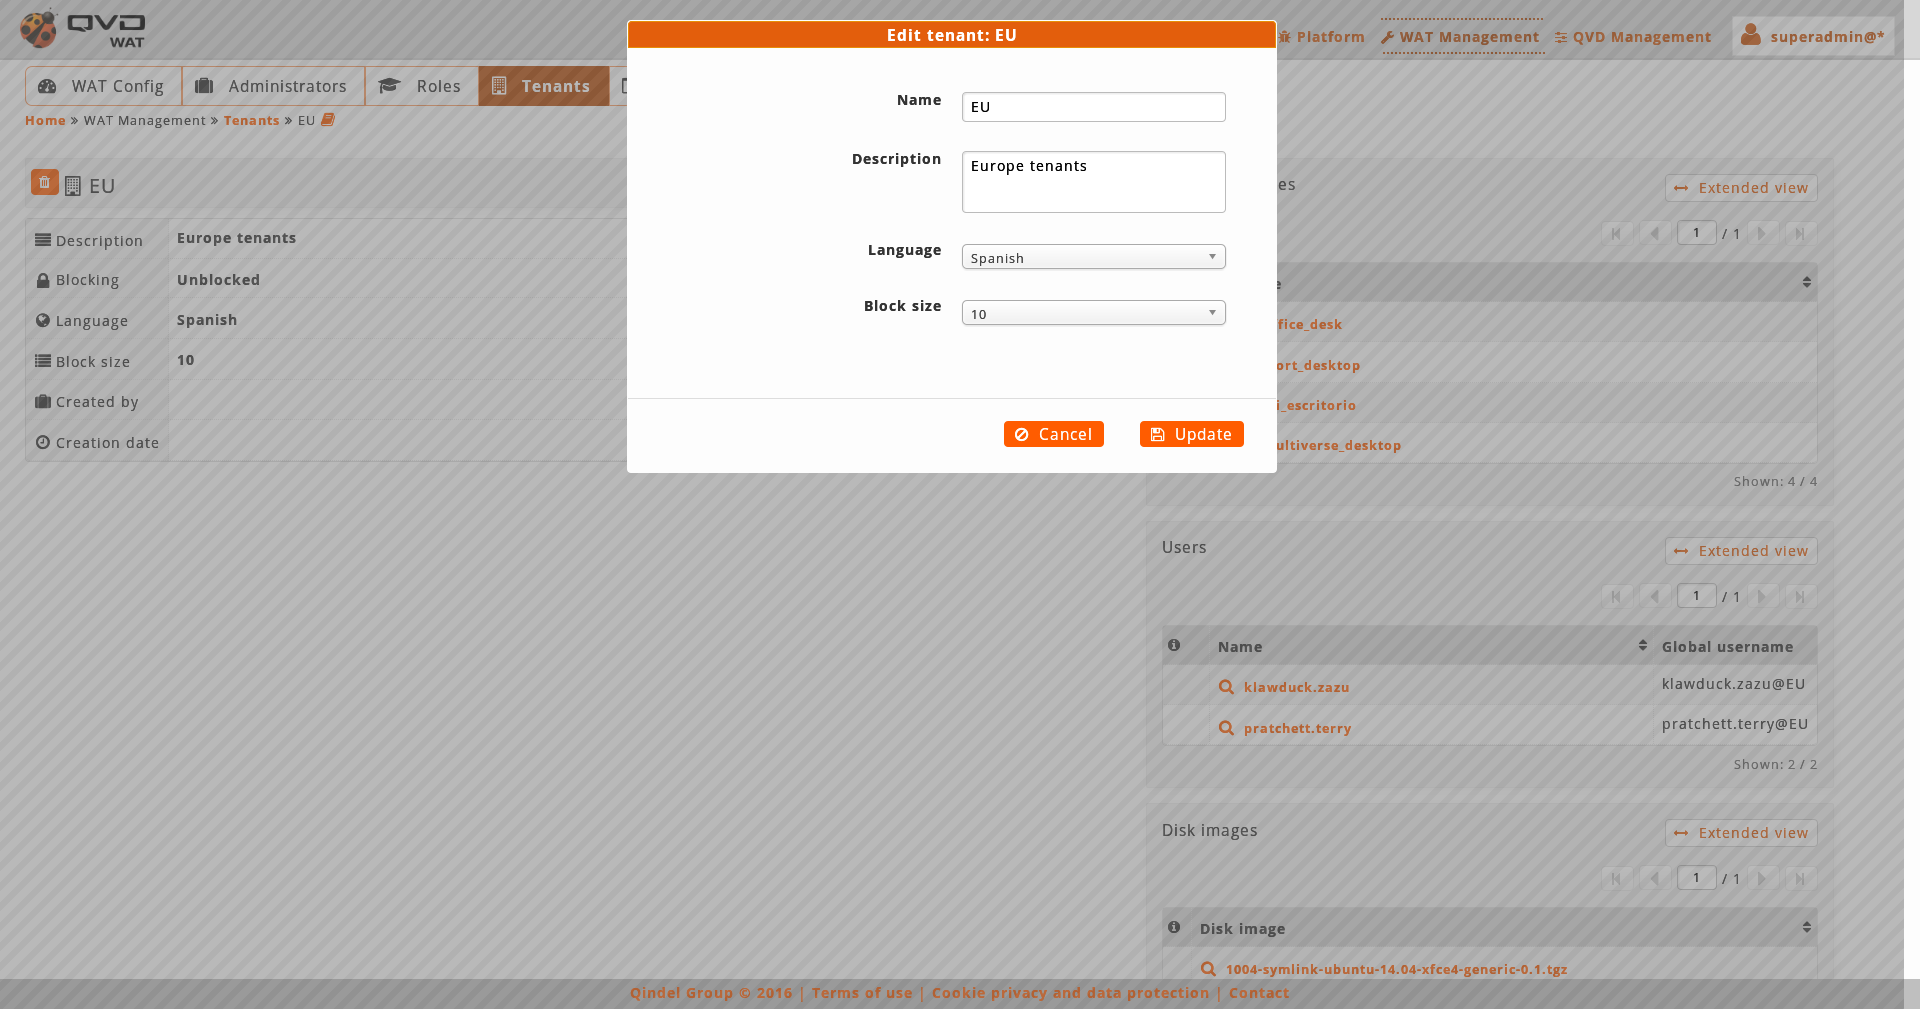 QVD
WAT
Edit tenant: EU
Platform
WAT Management
QVD Management
superadmin@*
WAT Config
Administrators
Roles
Tenants
Home » WAT Management » Tenants » EU
EU
Description Europe tenants
Blocking Unblocked
Language Spanish
Block size 10
Created by
Creation date
Name EU
Description Europe tenants
Language Spanish
Block size 10
Cancel Update
Extended view
1 / 1
Shown: 4 / 4
Users
Extended view
1 / 1
Name Global username
klawduck.zazu klawduck.zazu@EU
pratchett.terry pratchett.terry@EU
Shown: 2 / 2
Disk images
Extended view
1 / 1
Disk image
1004-symlink-ubuntu-14.04-xfce4-generic-0.1.tgz
Qindel Group © 2016 | Terms of use | Cookie privacy and data protection | Contact